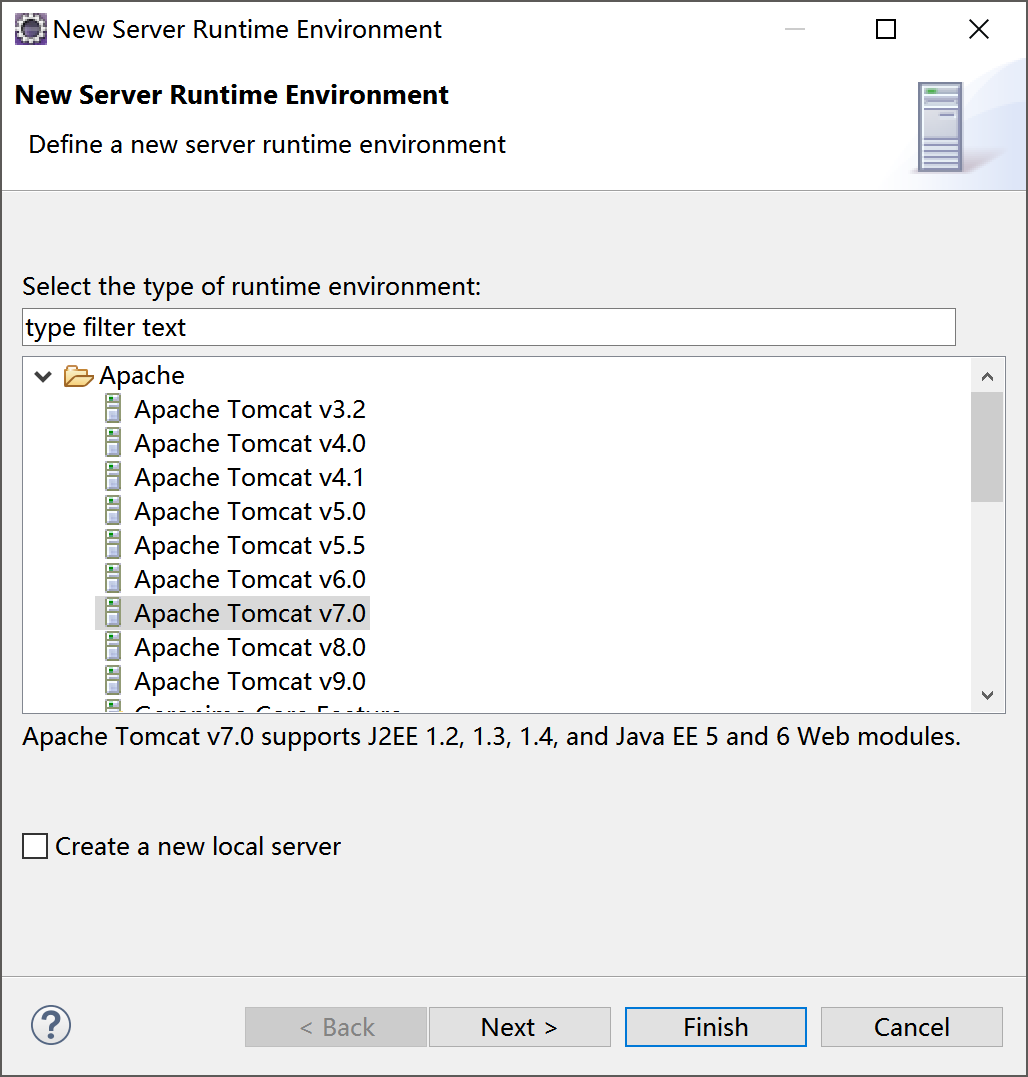 New Server Runtime Environment
New Server Runtime Environment
Define a new server runtime environment
Select the type of runtime environment:
type filter text
Apache
Apache Tomcat v3.2
Apache Tomcat v4.0
Apache Tomcat v4.1
Apache Tomcat v5.0
Apache Tomcat v5.5
Apache Tomcat v6.0
Apache Tomcat v7.0
Apache Tomcat v8.0
Apache Tomcat v9.0
Apache Tomcat v7.0 supports J2EE 1.2, 1.3, 1.4, and Java EE 5 and 6 Web modules.
Create a new local server
? < Back Next > Finish Cancel